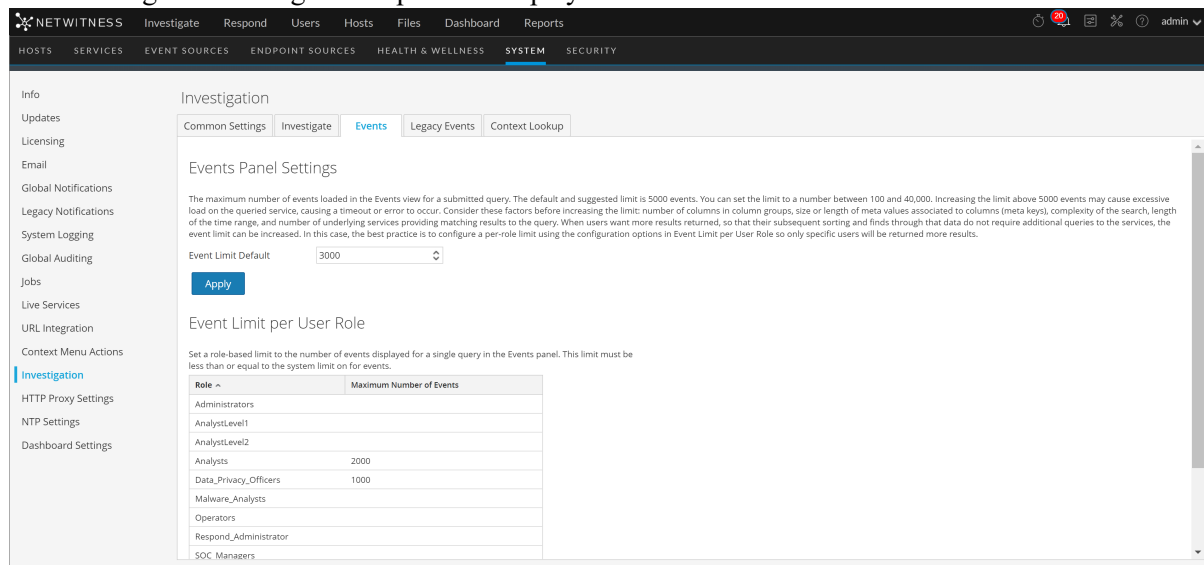 NETWITNESS Investigate Respond Users Hosts Files Dashboard Reports 20 admin
HOSTS SERVICES EVENT SOURCES ENDPOINT SOURCES HEALTH & WELLNESS SYSTEM SECURITY
Info
Updates
Licensing
Email
Global Notifications
Legacy Notifications
System Logging
Global Auditing
Jobs
Live Services
URL Integration
Context Menu Actions
Investigation
HTTP Proxy Settings
NTP Settings
Dashboard Settings
Investigation
Common Settings Investigate Events Legacy Events Context Lookup
Events Panel Settings
The maximum number of events loaded in the Events view for a submitted query. The default and suggested limit is 5000 events. You can set the limit to a number between 100 and 40,000. Increasing the limit above 5000 events may cause excessive
load on the queried service, causing a timeout or error to occur. Consider these factors before increasing the limit: number of columns in column groups, size or length of meta values associated to columns (meta keys), complexity of the search, length
of the time range, and number of underlying services providing matching results to the query. When users want more results returned, so that their subsequent sorting and finds through that data do not require additional queries to the services, the
event limit can be increased. In this case, the best practice is to configure a per-role limit using the configuration options in Event Limit per User Role so only specific users will be returned more results.
Event Limit Default 3000
Apply
Event Limit per User Role
Set a role-based limit to the number of events displayed for a single query in the Events panel. This limit must be
less than or equal to the system limit on for events.
Role Maximum Number of Events
Administrators
AnalystLevel1
AnalystLevel2
Analysts 2000
Data_Privacy_Officers 1000
Malware_Analysts
Operators
Respond_Administrator
SOC_Managers